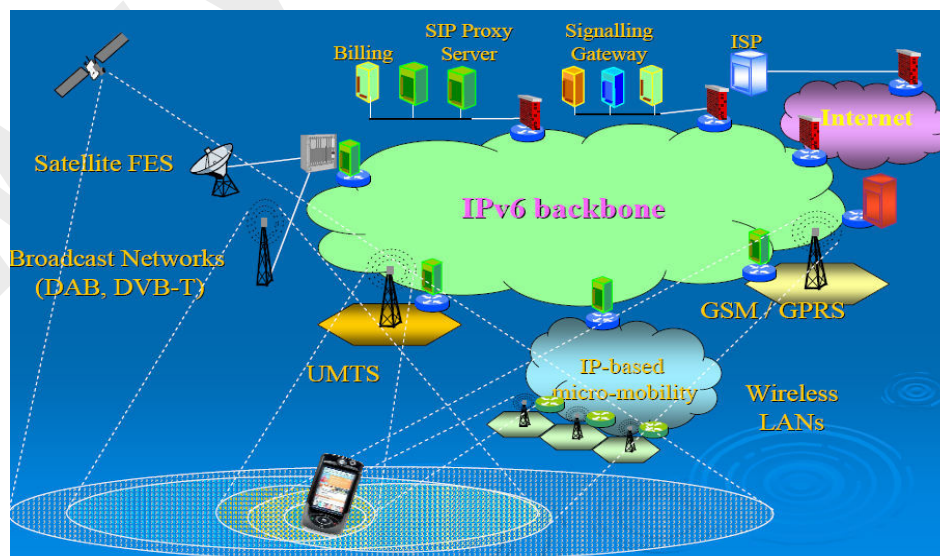 SIP Proxy
Server
Billing
Signalling
Gateway
ISP
Internet
Satellite FES
IPv6 backbone
Broadcast Networks
(DAB, DVB-T)
GSM / GPRS
UMTS
IP-based
micro-mobility
Wireless
LANs